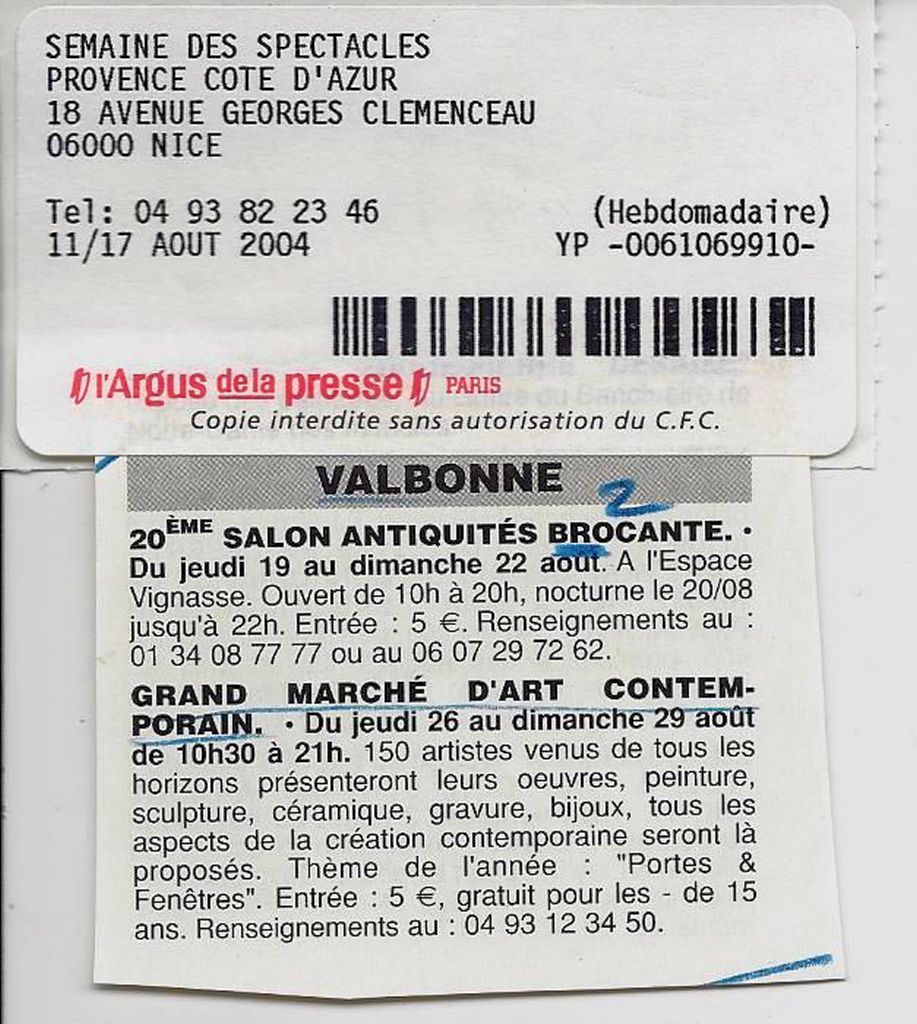 SEMAINE DES SPECTACLES
PROVENCE COTE D'AZUR
18 AVENUE GEORGES CLEMENCEAU
06000 NICE
Tel: 04 93 82 23 46 (Hebdomadaire)
11/17 AOUT 2004 YP -0061069910-
l'Argus de la presse PARIS
Copie interdite sans autorisation du C.F.C.
VALBONNE
2
20ÈME SALON ANTIQUITÉS BROCANTE. •
Du jeudi 19 au dimanche 22 août. A l'Espace
Vignasse. Ouvert de 10h à 20h, nocturne le 20/08
jusqu'à 22h. Entrée : 5 €. Renseignements au :
01 34 08 77 77 ou au 06 07 29 72 62.
GRAND MARCHÉ D'ART CONTEM-
PORAIN. • Du jeudi 26 au dimanche 29 août
de 10h30 à 21h. 150 artistes venus de tous les
horizons présenteront leurs oeuvres, peinture,
sculpture, céramique, gravure, bijoux, tous les
aspects de la création contemporaine seront là
proposés. Thème de l'année : "Portes &
Fenêtres". Entrée : 5 €, gratuit pour les - de 15
ans. Renseignements au : 04 93 12 34 50.